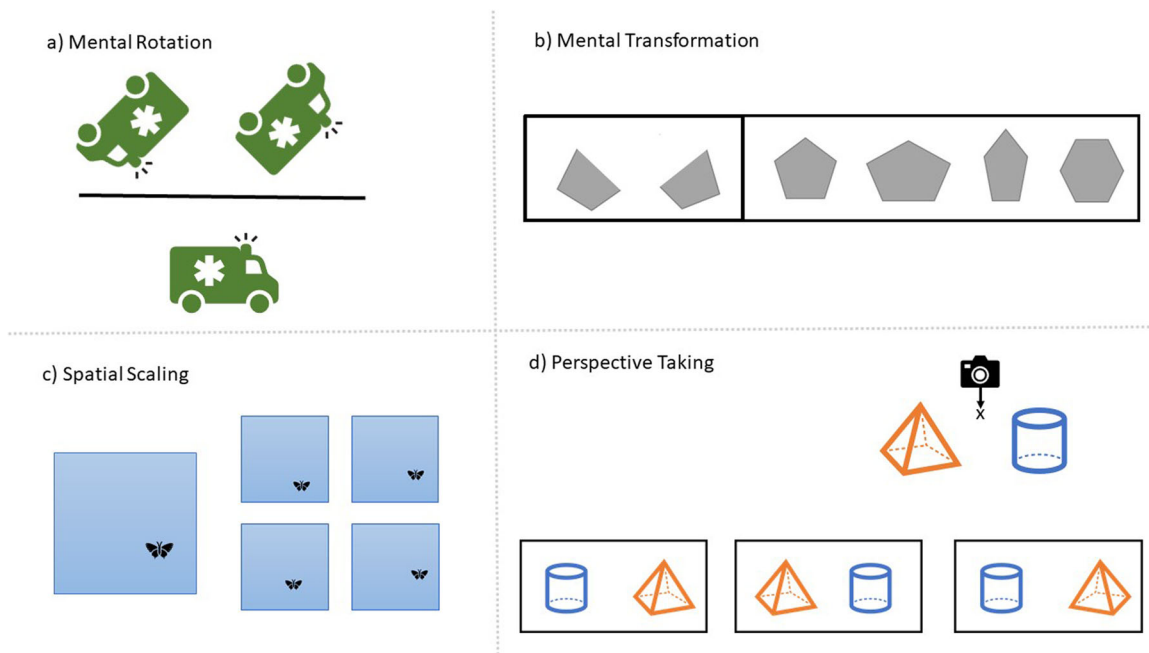 a) Mental Rotation
b) Mental Transformation
c) Spatial Scaling
d) Perspective Taking
X